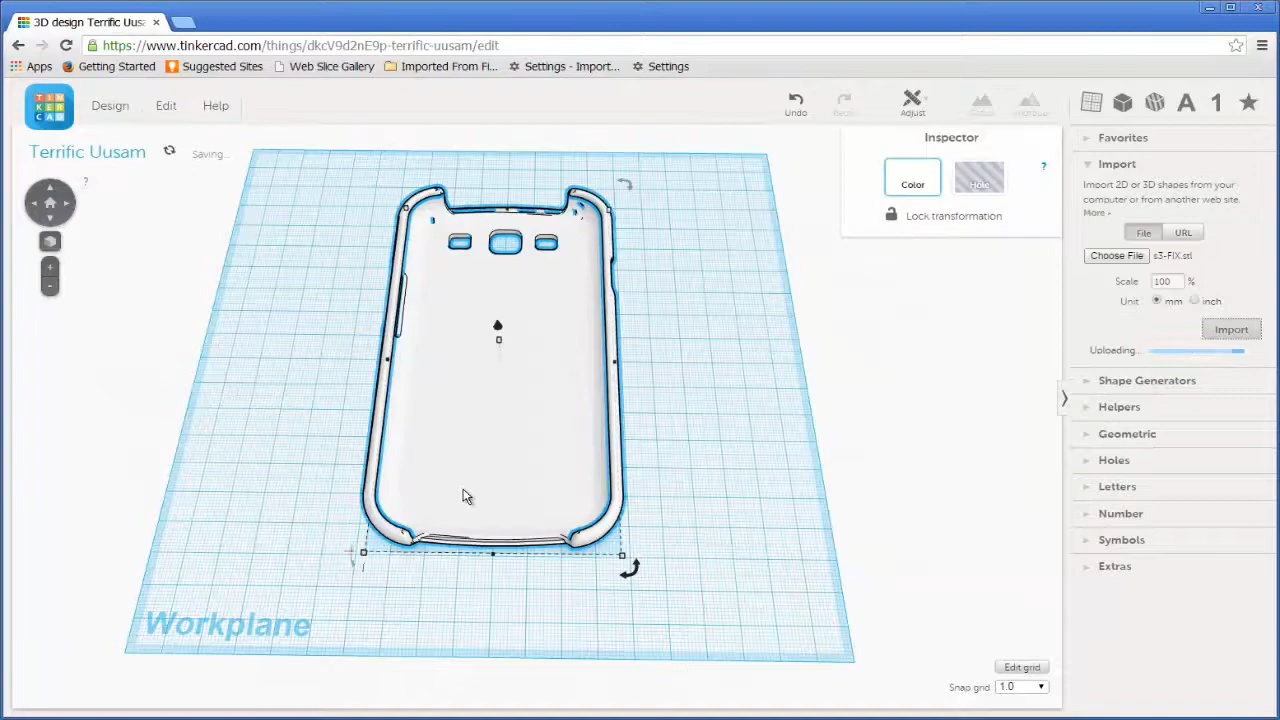 3D design Terrific Uusa
https://www.tinkercad.com/things/dkcV9d2nE9p-terrific-uusam/edit
Apps Getting Started Suggested Sites Web Slice Gallery Imported From Fi... Settings - Import... Settings
TIN
KER
CAD
Design Edit Help
Undo Adjust
Terrific Uusam Saving...
?
Inspector
Color Hole ?
Lock transformation
Workplane
Edit grid
Snap grid 1.0
A 1
Favorites
Import
Import 2D or 3D shapes from your
computer or from another web site.
More
File URL
Choose File s3-FIX.stl
Scale 100 %
Unit mm inch
Import
Uploading...
Shape Generators
Helpers
Geometric
Holes
Letters
Number
Symbols
Extras